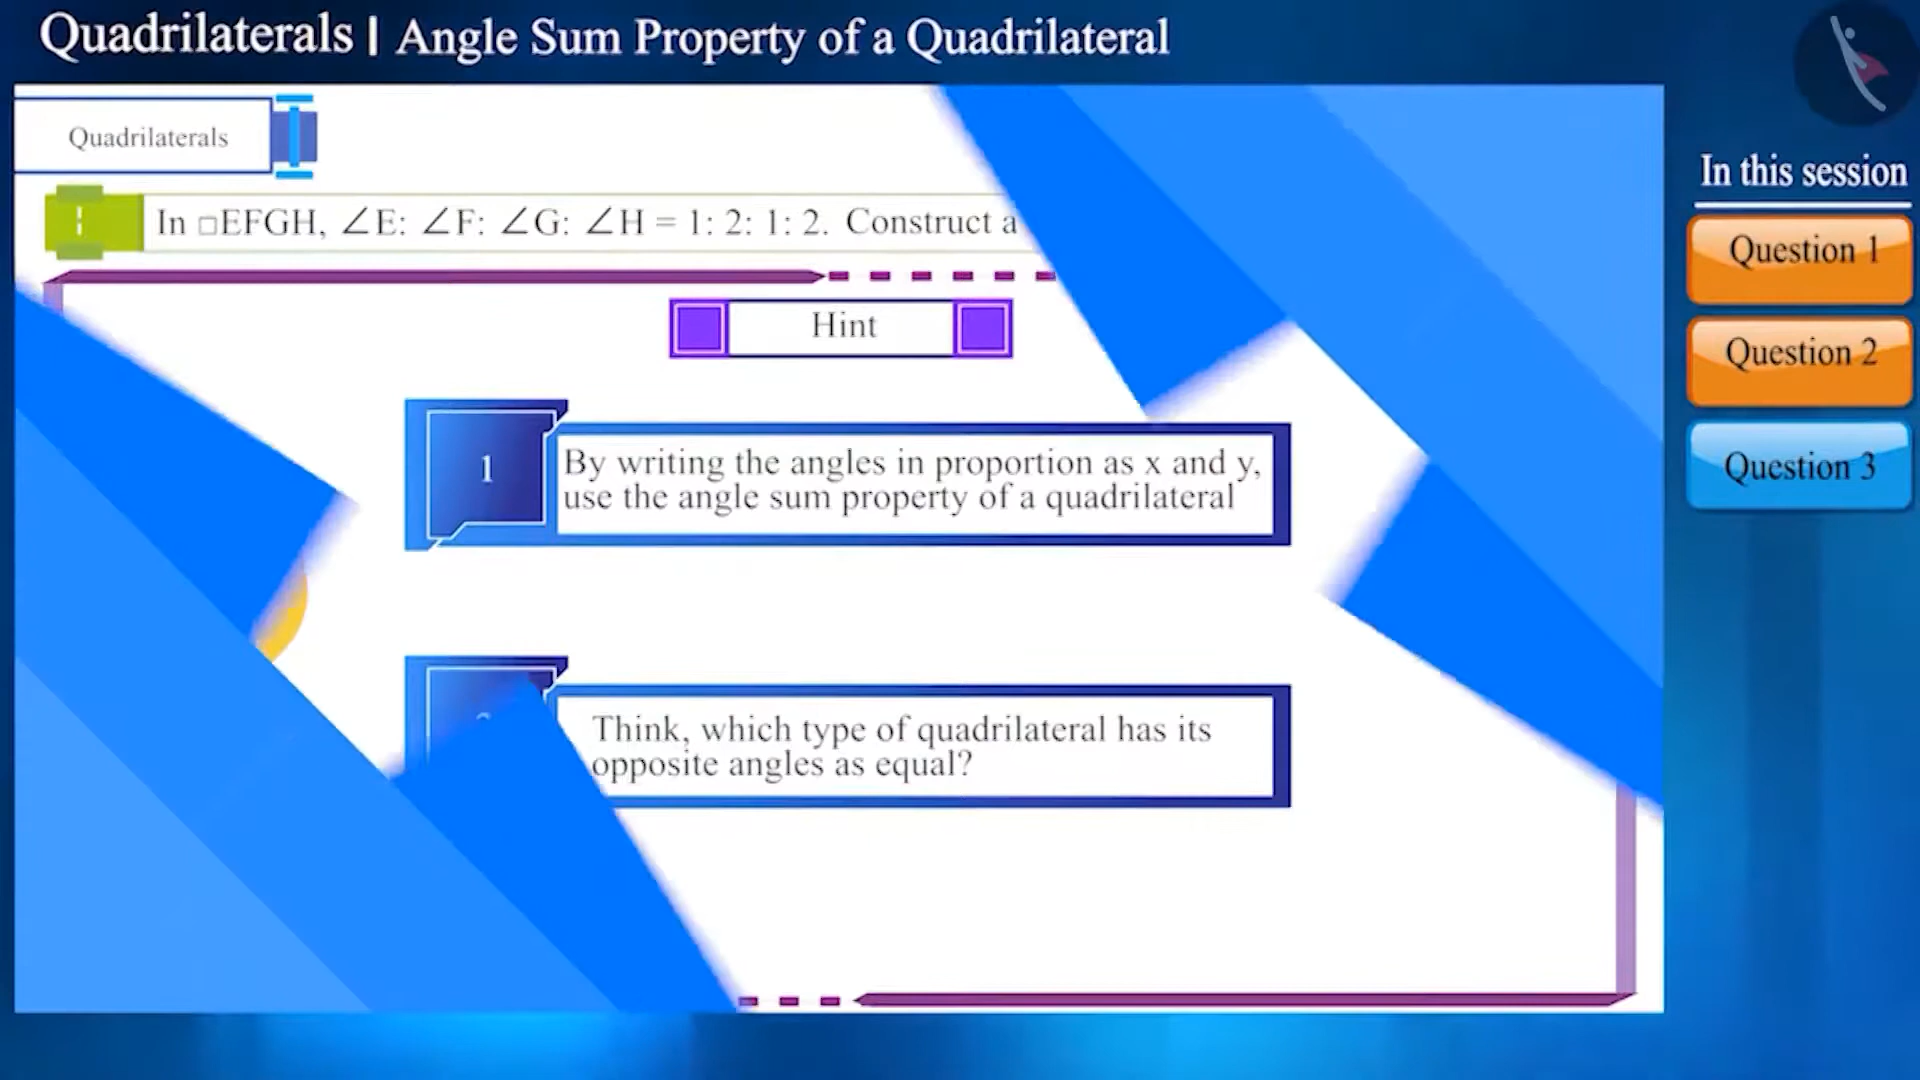 Quadrilaterals | Angle Sum Property of a Quadrilateral
Quadrilaterals
In □EFGH, ∠E: ∠F: ∠G: ∠H = 1: 2: 1: 2. Construct a
Hint
1
By writing the angles in proportion as x and y,
use the angle sum property of a quadrilateral
Think, which type of quadrilateral has its
opposite angles as equal?
In this session
Question 1
Question 2
Question 3